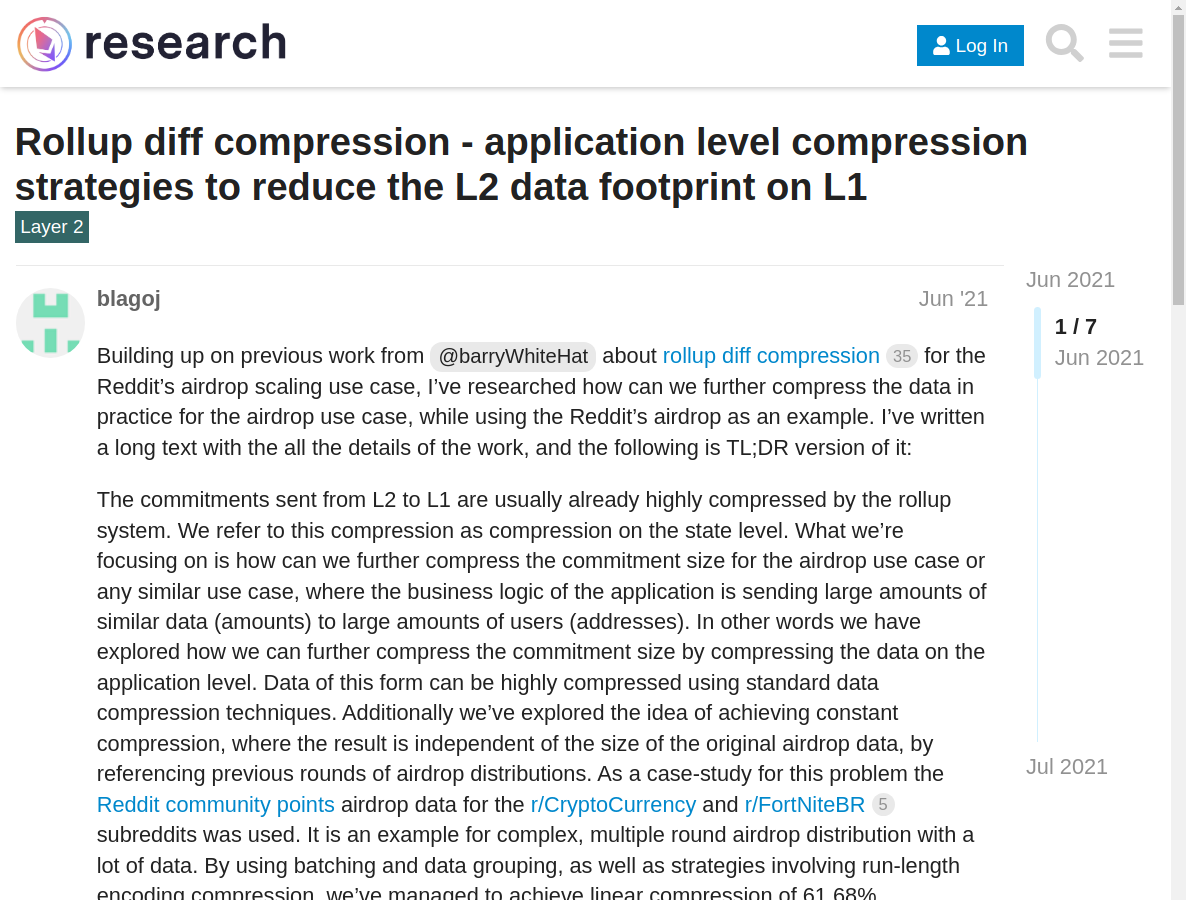 research
Log In
Rollup diff compression - application level compression
strategies to reduce the L2 data footprint on L1
Layer 2
Jun 2021
blagoj
Jun '21
1 / 7
Jun 2021
Building up on previous work from @barryWhiteHat about rollup diff compression 35 for the
Reddit’s airdrop scaling use case, I’ve researched how can we further compress the data in
practice for the airdrop use case, while using the Reddit’s airdrop as an example. I’ve written
a long text with the all the details of the work, and the following is TL;DR version of it:
The commitments sent from L2 to L1 are usually already highly compressed by the rollup
system. We refer to this compression as compression on the state level. What we’re
focusing on is how can we further compress the commitment size for the airdrop use case or
any similar use case, where the business logic of the application is sending large amounts of
similar data (amounts) to large amounts of users (addresses). In other words we have
explored how we can further compress the commitment size by compressing the data on the
application level. Data of this form can be highly compressed using standard data
compression techniques. Additionally we’ve explored the idea of achieving constant
compression, where the result is independent of the size of the original airdrop data, by
referencing previous rounds of airdrop distributions. As a case-study for this problem the
Jul 2021
Reddit community points airdrop data for the r/CryptoCurrency and r/FortNiteBR 5
subreddits was used. It is an example for complex, multiple round airdrop distribution with a
lot of data. By using batching and data grouping, as well as strategies involving run-length
encoding compression, we’ve managed to achieve linear compression of 61.68%